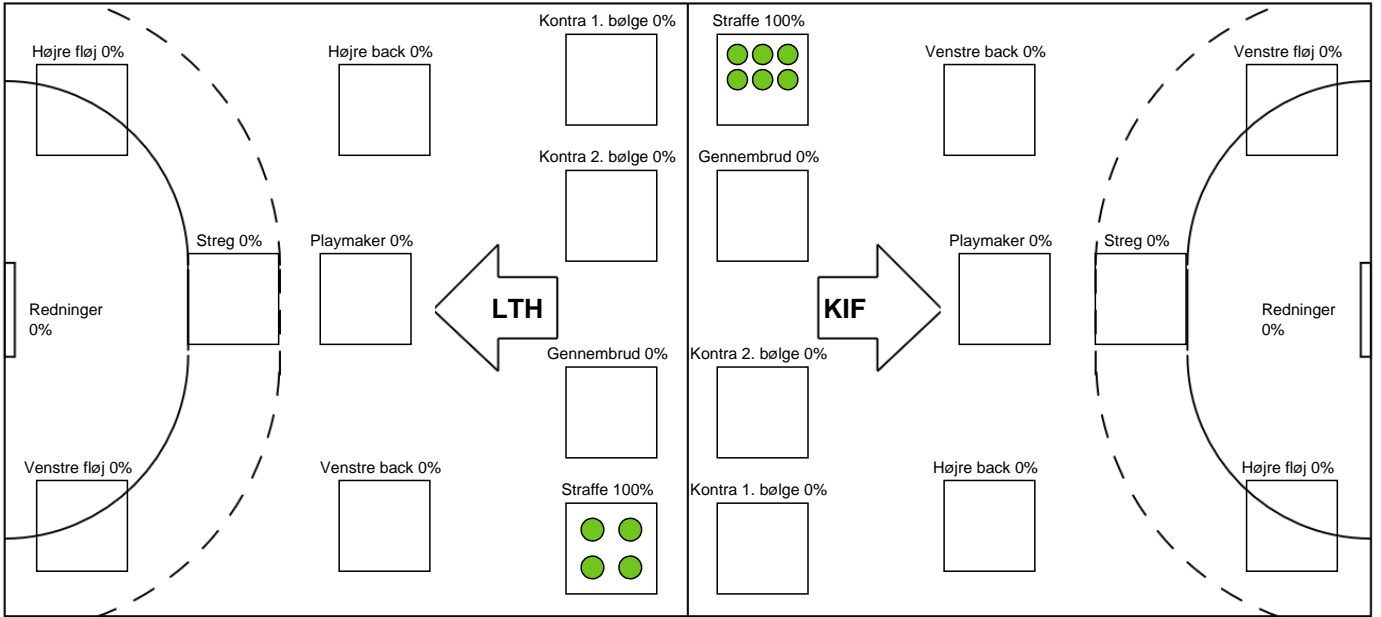 Kontra 1. bølge 0%
Straffe 100%
Højre fløj 0%
Højre back 0%
Venstre back 0%
Venstre fløj 0%
Kontra 2. bølge 0%
Gennembrud 0%
Streg 0%
Playmaker 0%
Playmaker 0%
Streg 0%
LTH
KIF
Redninger
0%
Redninger
0%
Gennembrud 0%
Kontra 2. bølge 0%
Venstre fløj 0%
Venstre back 0%
Højre back 0%
Højre fløj 0%
Straffe 100%
Kontra 1. bølge 0%